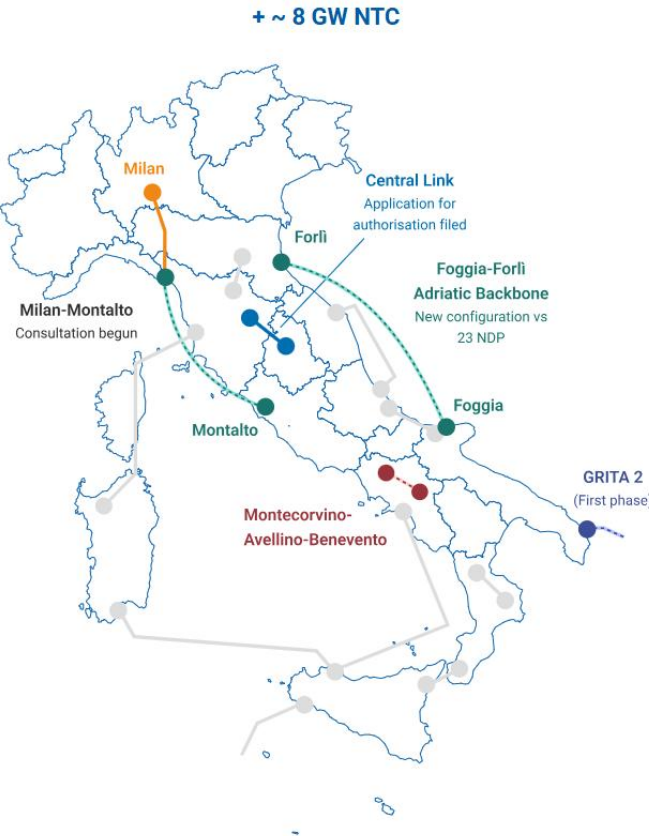 + ~ 8 GW NTC
Milan
Central Link
Application for
authorisation filed
Forlì
Foggia-Forlì
Adriatic Backbone
New configuration vs
23 NDP
Milan-Montalto
Consultation begun
Foggia
Montalto
GRITA 2
(First phase)
Montecorvino-
Avellino-Benevento